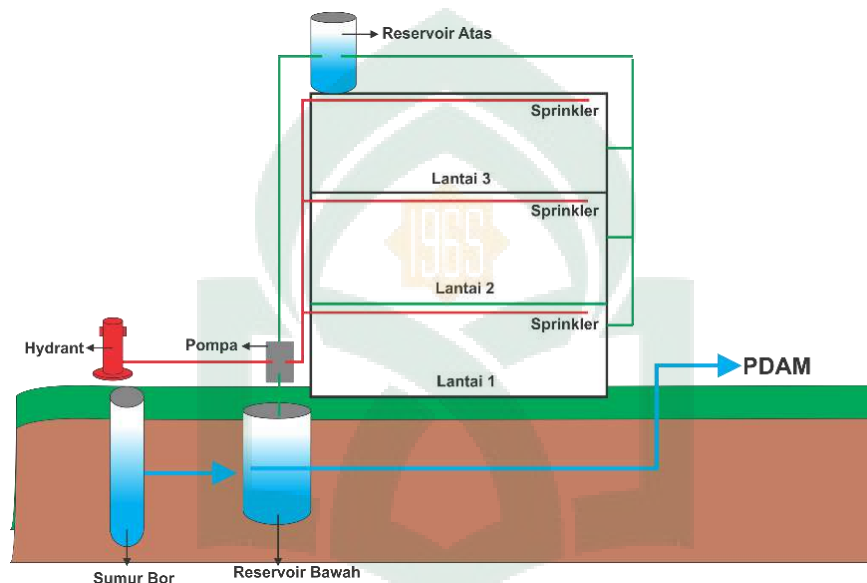 Reservoir Atas
Sprinkler
Lantai 3
Sprinkler
1965
Lantai 2
Sprinkler
Hydrant
Pompa
Lantai 1
PDAM
Sumur Bor
Reservoir Bawah